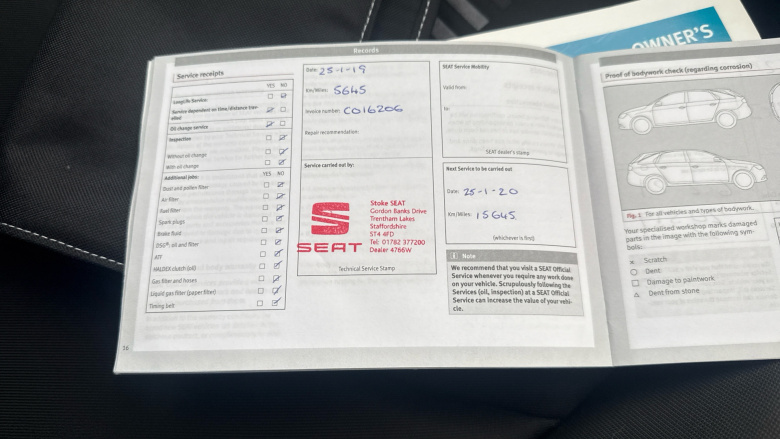 OWNER'S
Records
Service receipts
YES NO
LongLife Service:
Service dependent on time/distance trav-
elled
Oil change service
Inspection
Without oil change
With oil change
Additional jobs: YES NO
Dust and pollen filter
Air filter
Fuel filter
Spark plugs
Brake fluid
DSG®: oil and filter
ATF
HALDEX clutch (oil)
Gas filter and hoses
Liquid gas filter (paper filter)
Timing belt
16
Date: 25-1-19
Km/Miles: 5645
Invoice number: C016206
Repair recommendation:
Service carried out by:
SEAT
Stoke SEAT
Gordon Banks Drive
Trentham Lakes
Staffordshire
ST4 4FD
Tel: 01782 377200
Dealer 4766W
Technical Service Stamp
SEAT Service Mobility
Valid from:
to:
SEAT dealer's stamp
Next Service to be carried out
Date: 25-1-20
Km/Miles: 15645
(whichever is first)
i Note
We recommend that you visit a SEAT Official
Service whenever you require any work done
on your vehicle. Scrupulously following the
Services (oil, inspection) at a SEAT Official
Service can increase the value of your vehi-
cle.
Proof of bodywork check (regarding corrosion)
Fig. 1 For all vehicles and types of bodywork.
Your specialised workshop marks damaged
parts in the image with the following sym-
bols:
× Scratch
○ Dent
□ Damage to paintwork
△ Dent from stone